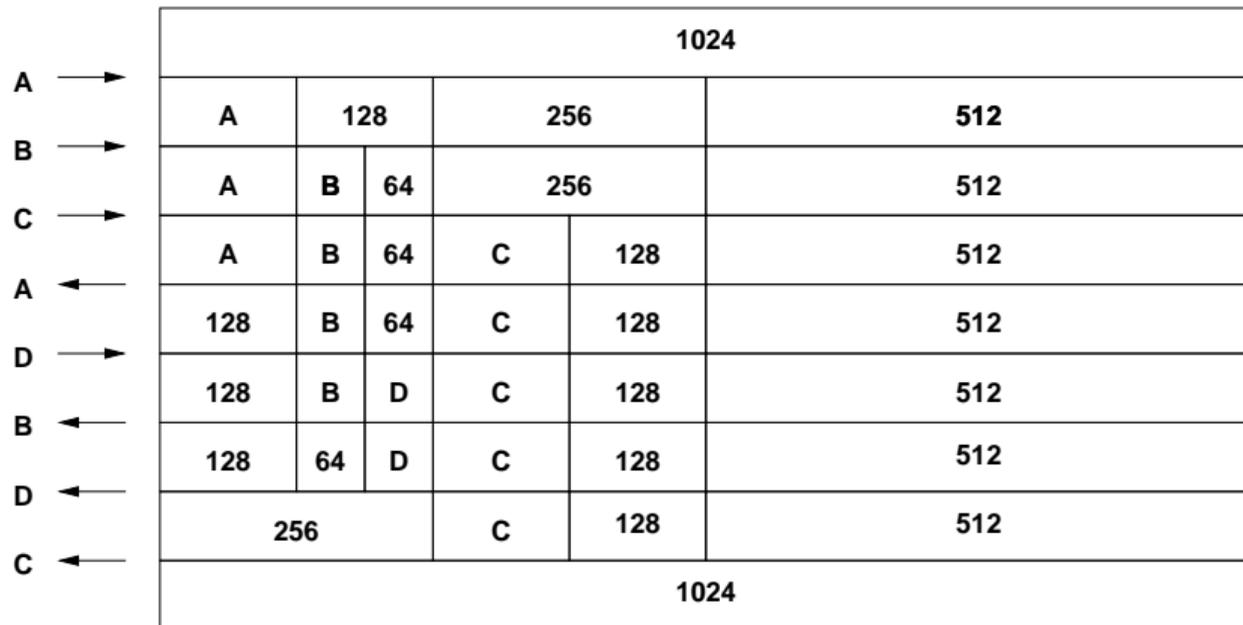 1024
A
A 128 256 512
B
A B 64 256 512
C
A B 64 C 128 512
A
128 B 64 C 128 512
D
128 B D C 128 512
B
128 64 D C 128 512
D
256 C 128 512
C
1024